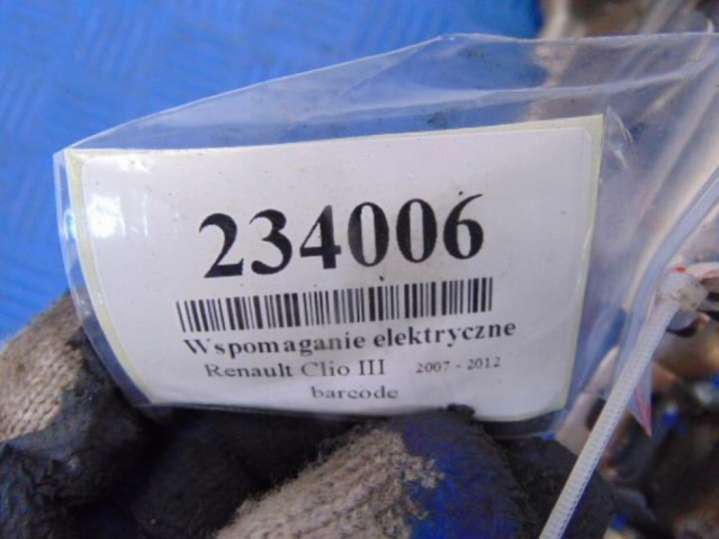 234006
Wspomaganie elektryczne
Renault Clio III 2007 - 2012
barcode